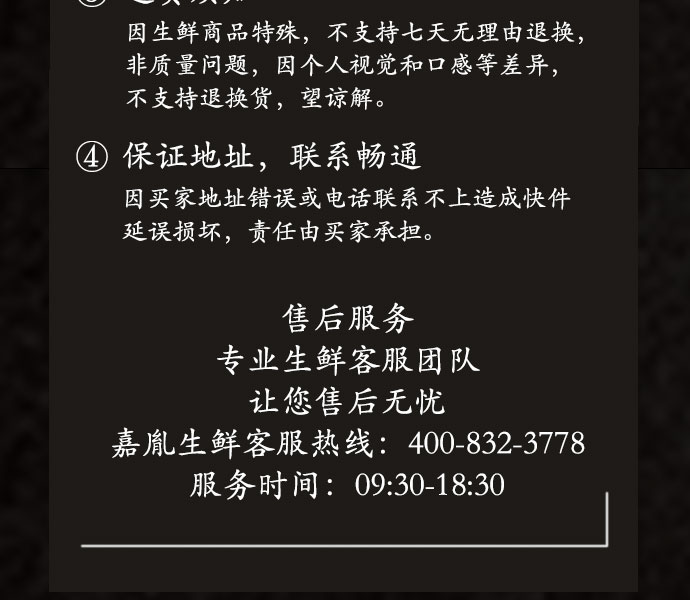 因生鲜商品特殊，不支持七天无理由退换，
非质量问题，因个人视觉和口感等差异，
不支持退换货，望谅解。
④ 保证地址，联系畅通
因买家地址错误或电话联系不上造成快件
延误损坏，责任由买家承担。
售后服务
专业生鲜客服团队
让您售后无忧
嘉胤生鲜客服热线：400-832-3778
服务时间：09:30-18:30